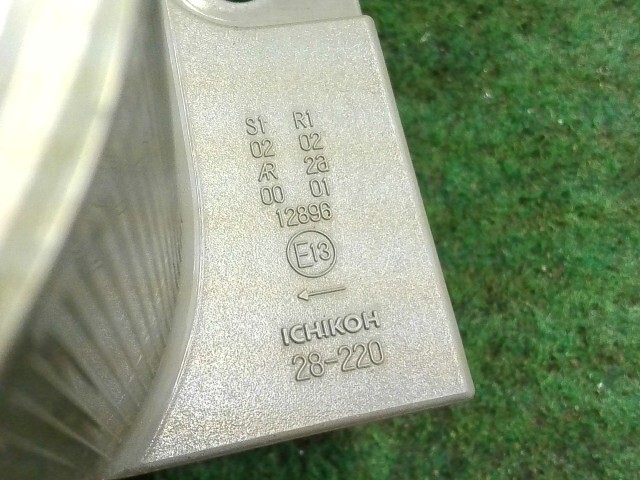 S1 R1
02 02
AR 2a
00 01
12896
E13
←
ICHIKOH
28-220